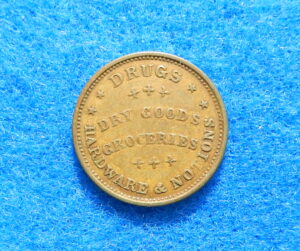 DRUGS
DRY GOODS
GROCERIES
HARDWARE & NOTIONS